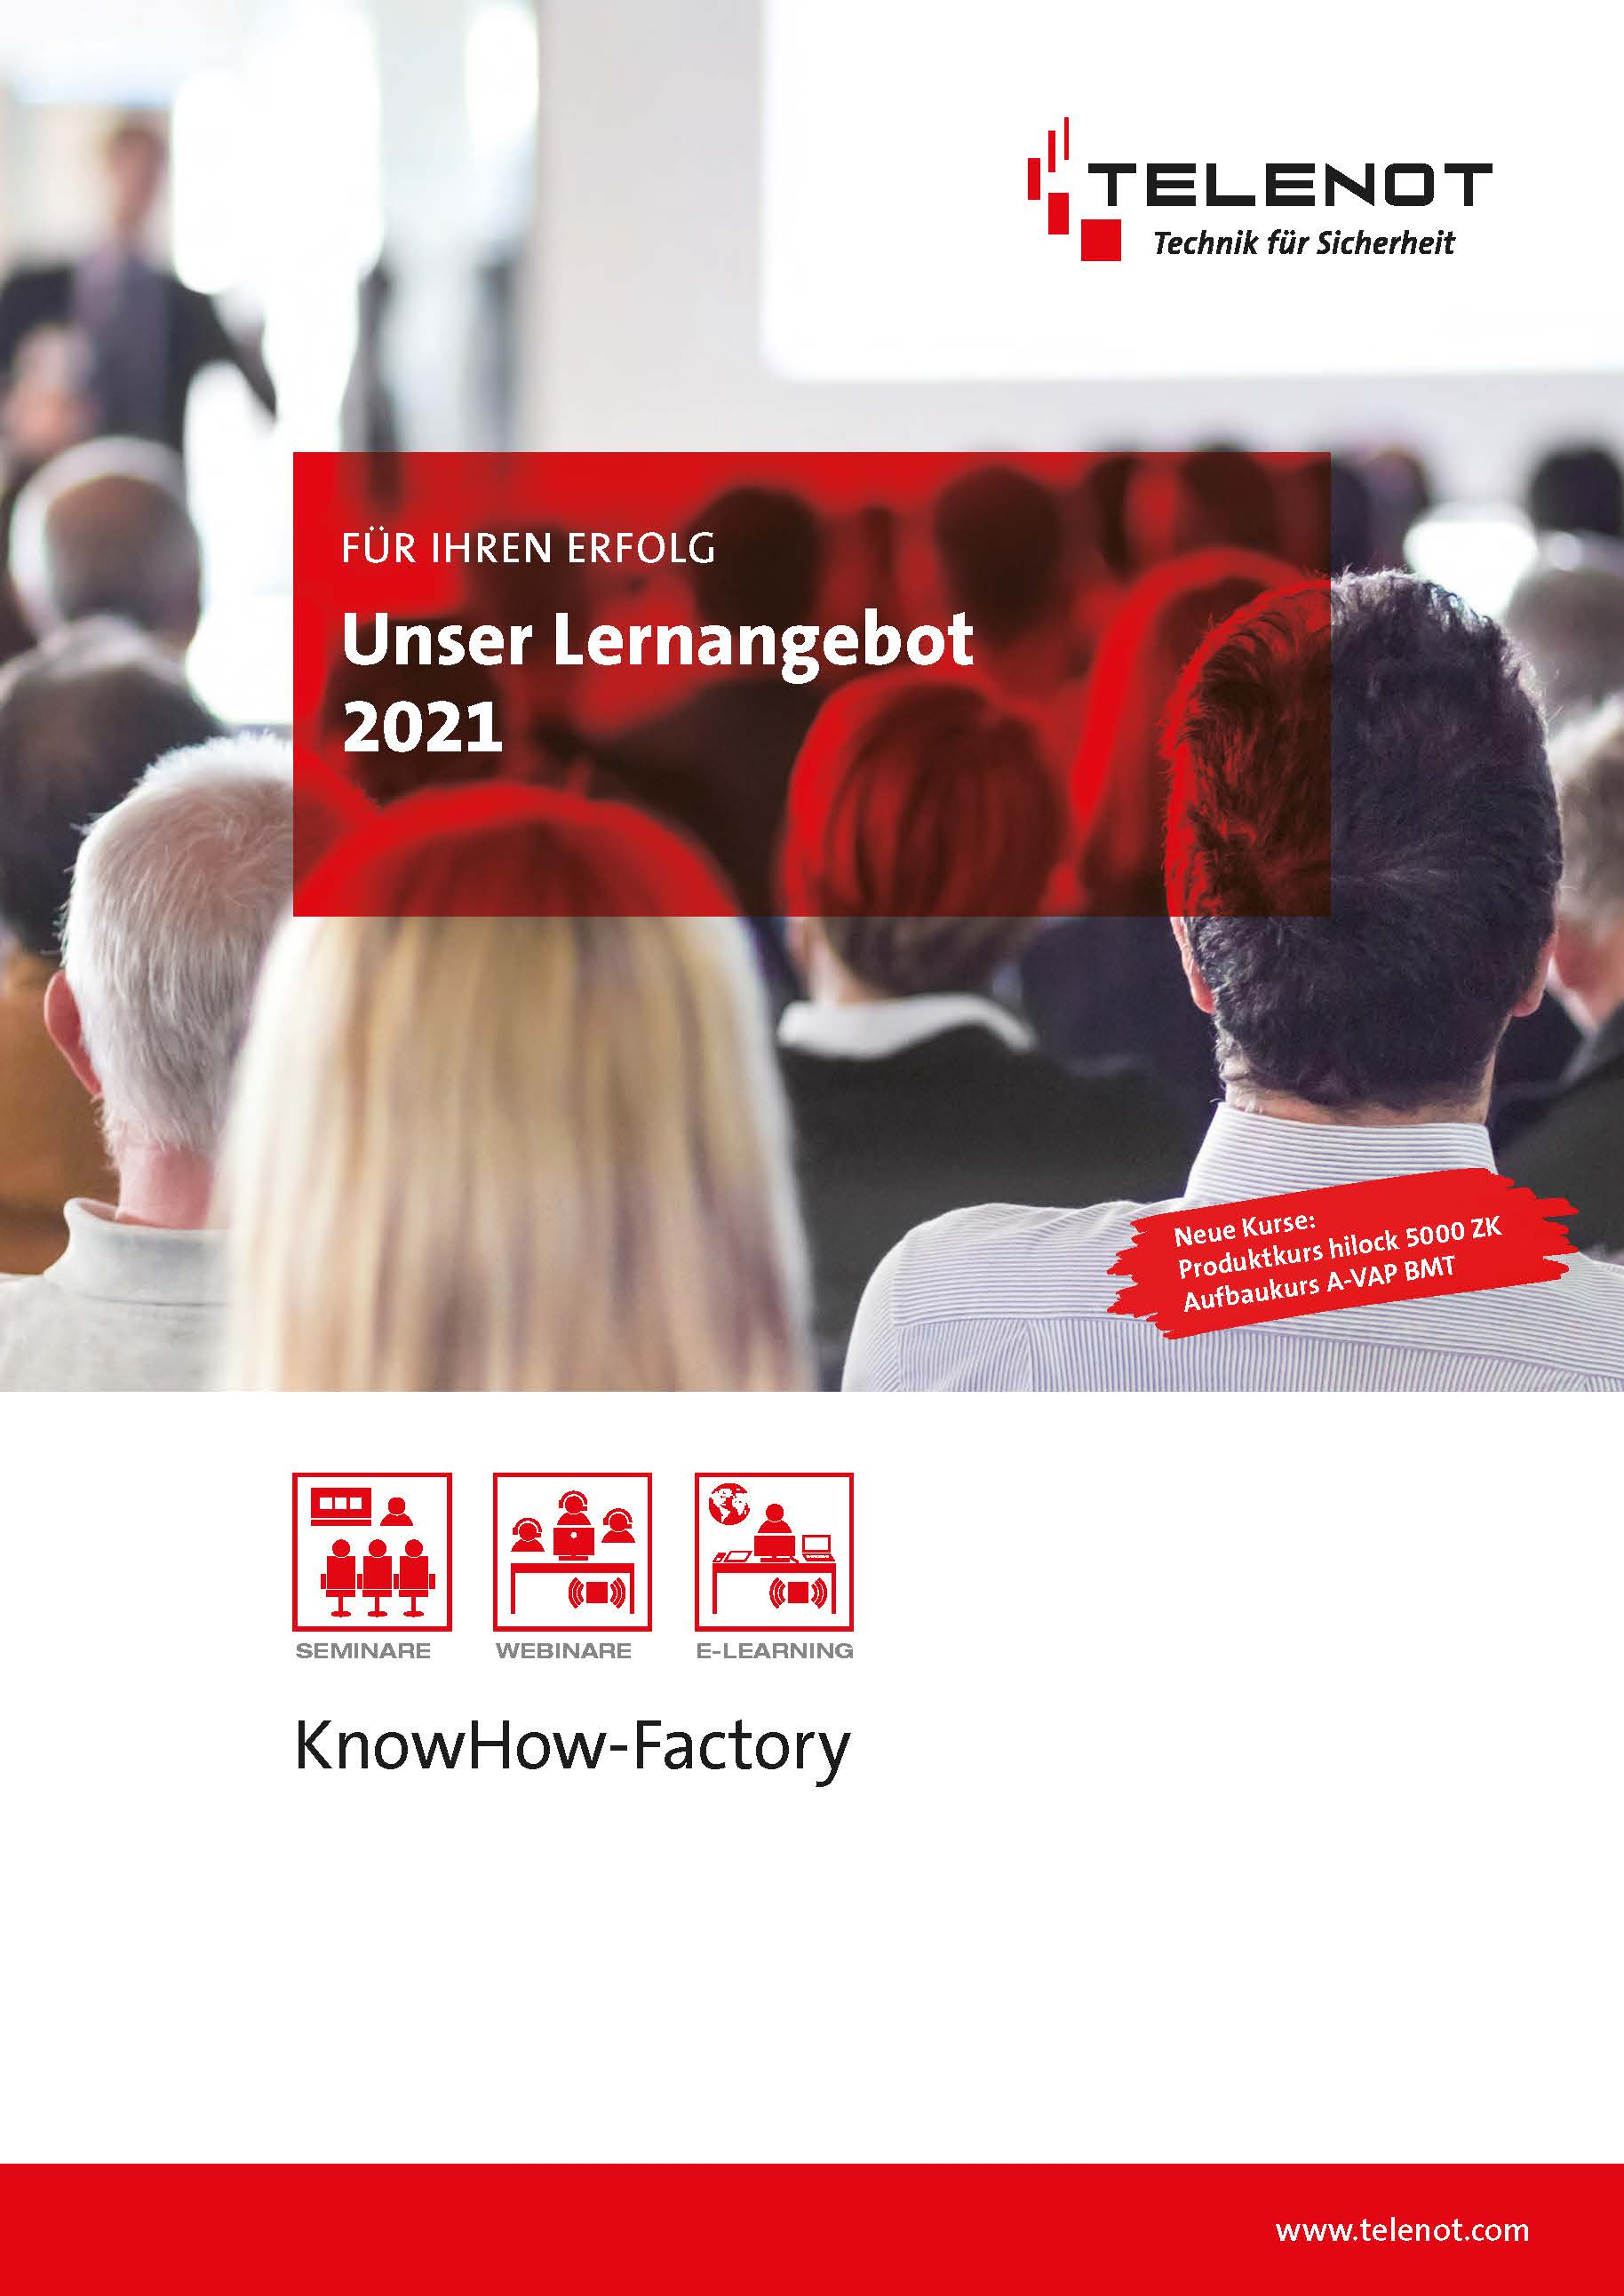 TELENOT
Technik für Sicherheit
FÜR IHREN ERFOLG
Unser Lernangebot
2021
Neue Kurse:
Produktkurs hilock 5000 ZK
Aufbaukurs A-VAP BMT
SEMINARE WEBINARE E-LEARNING
KnowHow-Factory
www.telenot.com